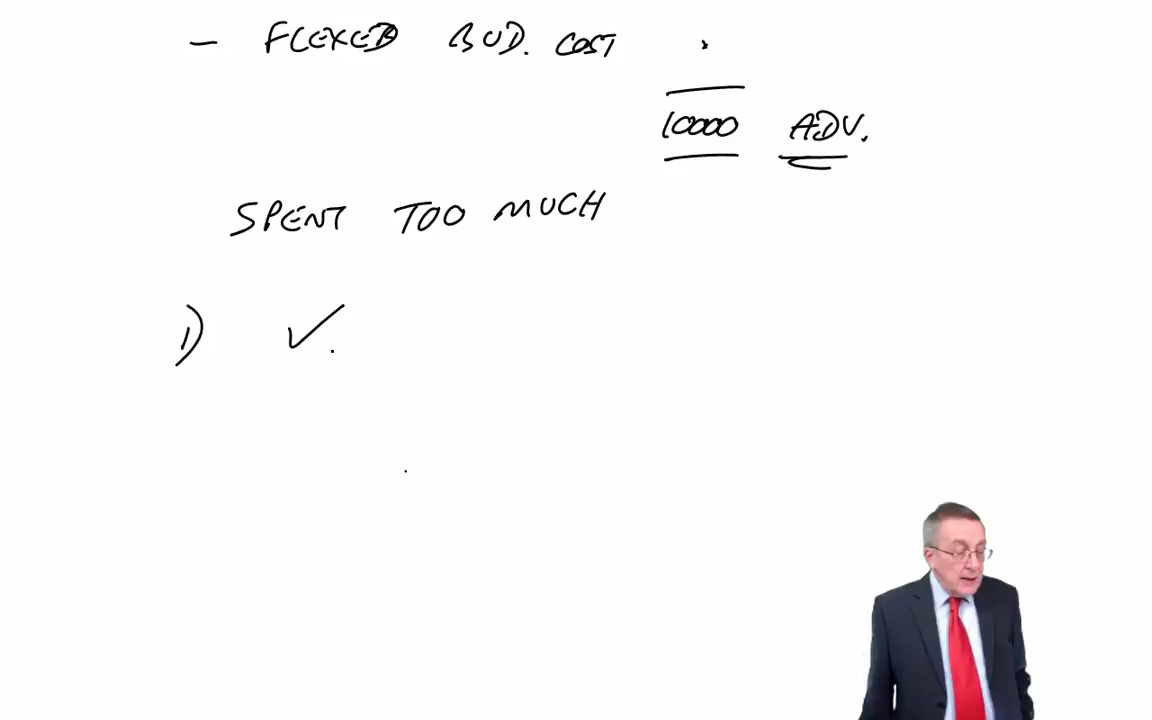 - FLEXED BUD. COST
10000 ADV.
SPENT TOO MUCH
1) ✓